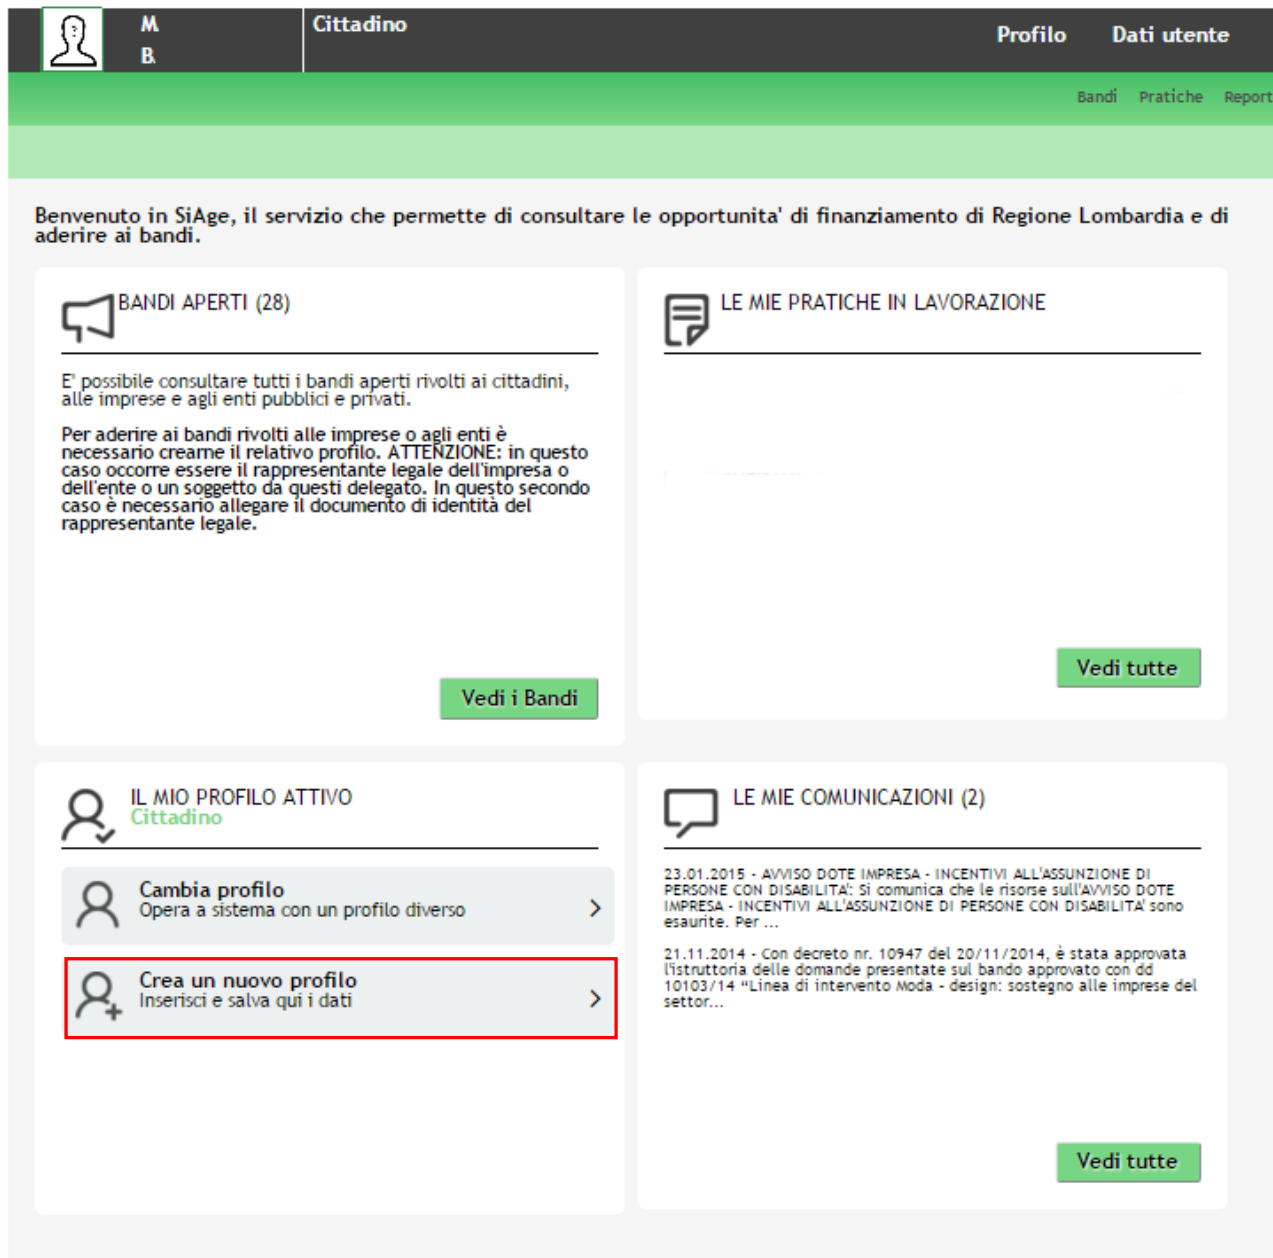 M
B.
Cittadino
Profilo
Dati utente
Bandi
Pratiche
Report
Benvenuto in SiAge, il servizio che permette di consultare le opportunita' di finanziamento di Regione Lombardia e di
aderire ai bandi.
BANDI APERTI (28)
E' possibile consultare tutti i bandi aperti rivolti ai cittadini,
alle imprese e agli enti pubblici e privati.
Per aderire ai bandi rivolti alle imprese o agli enti è
necessario crearne il relativo profilo. ATTENZIONE: in questo
caso occorre essere il rappresentante legale dell'impresa o
dell'ente o un soggetto da questi delegato. In questo secondo
caso è necessario allegare il documento di identità del
rappresentante legale.
Vedi i Bandi
LE MIE PRATICHE IN LAVORAZIONE
Vedi tutte
IL MIO PROFILO ATTIVO
Cittadino
Cambia profilo
Opera a sistema con un profilo diverso
Crea un nuovo profilo
Inserisci e salva qui i dati
LE MIE COMUNICAZIONI (2)
23.01.2015 - AVVISO DOTE IMPRESA - INCENTIVI ALL'ASSUNZIONE DI
PERSONE CON DISABILITA': Si comunica che le risorse sull'AVVISO DOTE
IMPRESA - INCENTIVI ALL'ASSUNZIONE DI PERSONE CON DISABILITA' sono
esaurite. Per ...
21.11.2014 - Con decreto nr. 10947 del 20/11/2014, è stata approvata
l'istruttoria delle domande presentate sul bando approvato con dd
10103/14 “Linea di intervento Moda - design: sostegno alle imprese del
settor...
Vedi tutte